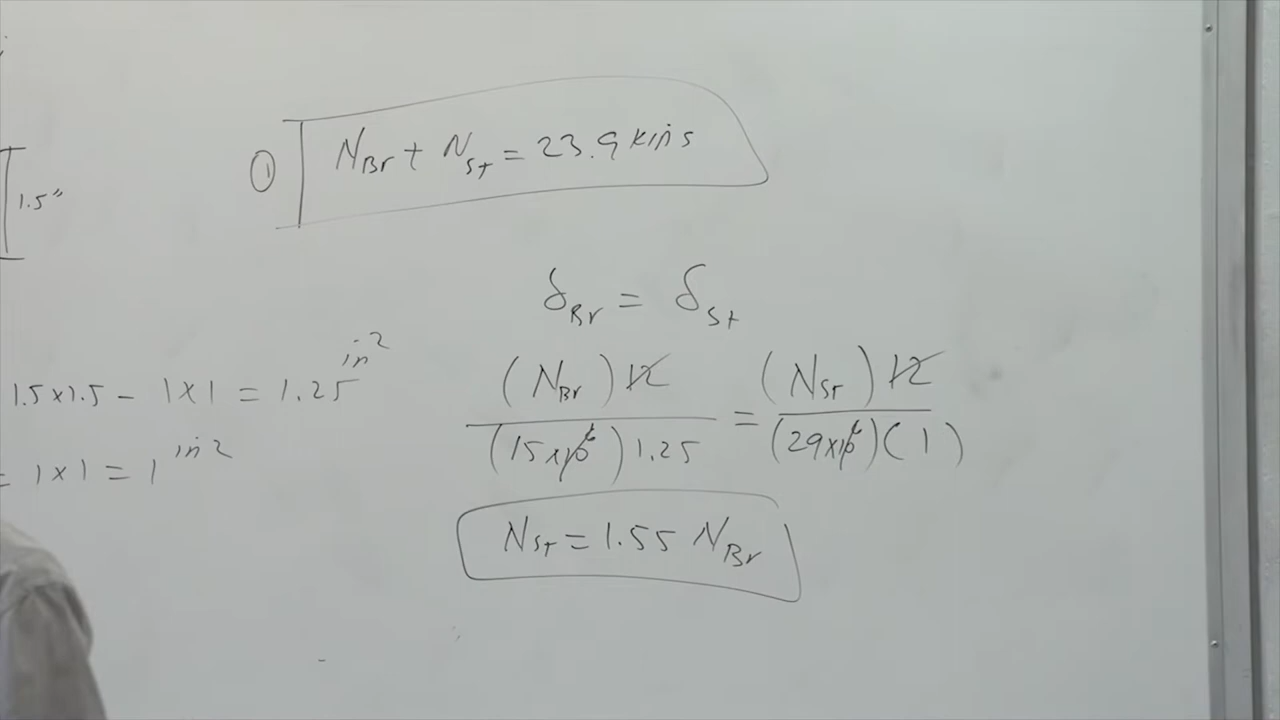 ① N_Br + N_St = 23.9 kips
1.5"
δ_Br = δ_St
1.5 x 1.5 - 1 x 1 = 1.25 in²
= 1 x 1 = 1 in²
(N_Br) 12 / (15 x 10⁶) 1.25 = (N_St) 12 / (29 x 10⁶) (1)
N_St = 1.55 N_Br